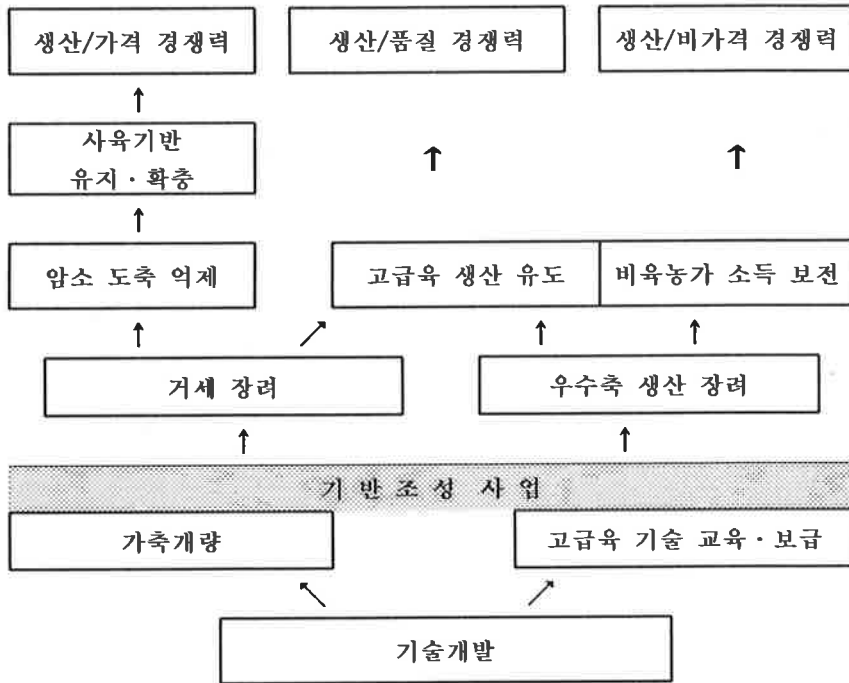 생산/가격 경쟁력
생산/품질 경쟁력
생산/비가격 경쟁력
사육기반
유지·확충
암소 도축 억제
고급육 생산 유도
비육농가 소득 보전
거세 장려
우수축 생산 장려
기반조성 사업
가축개량
고급육 기술 교육·보급
기술개발